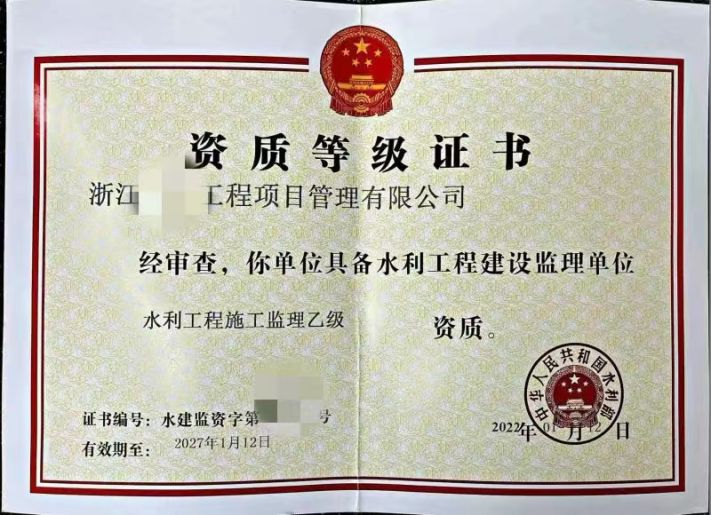 资质等级证书
浙江 工程项目管理有限公司
经审查，你单位具备水利工程建设监理单位
水利工程施工监理乙级 资质。
中华人民共和国水利部
证书编号：水建监资字第 号
2022年01月12日
有效期至：2027年1月12日